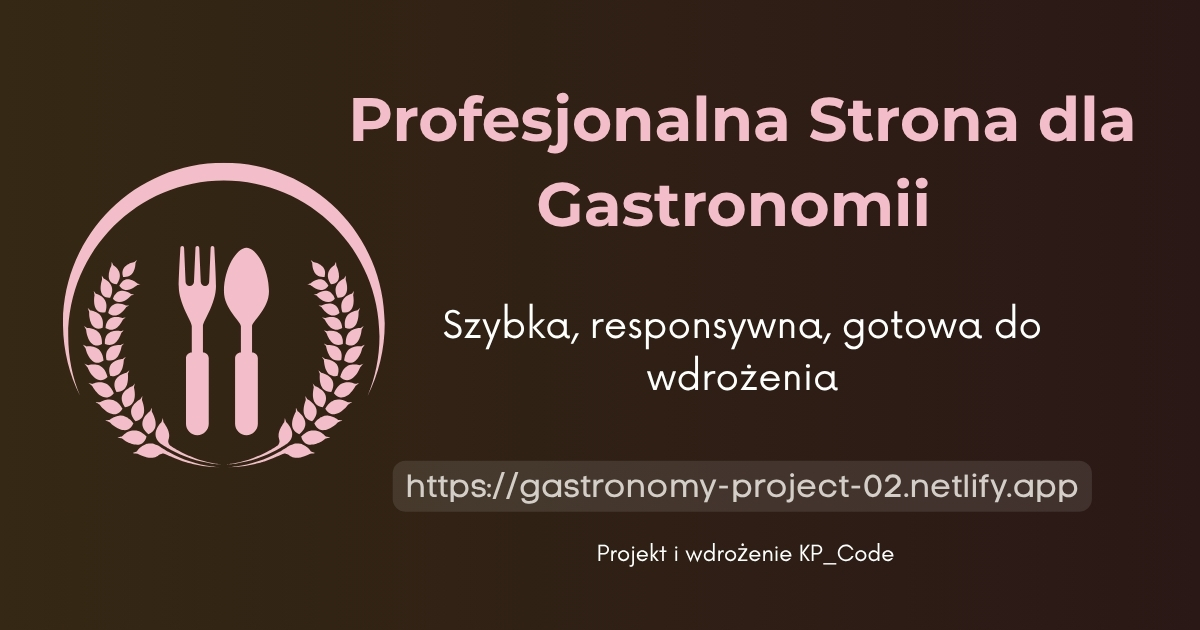 Profesjonalna Strona dla
Gastronomii
Szybka, responsywna, gotowa do
wdrożenia
https://gastronomy-project-02.netlify.app
Projekt i wdrożenie KP_Code